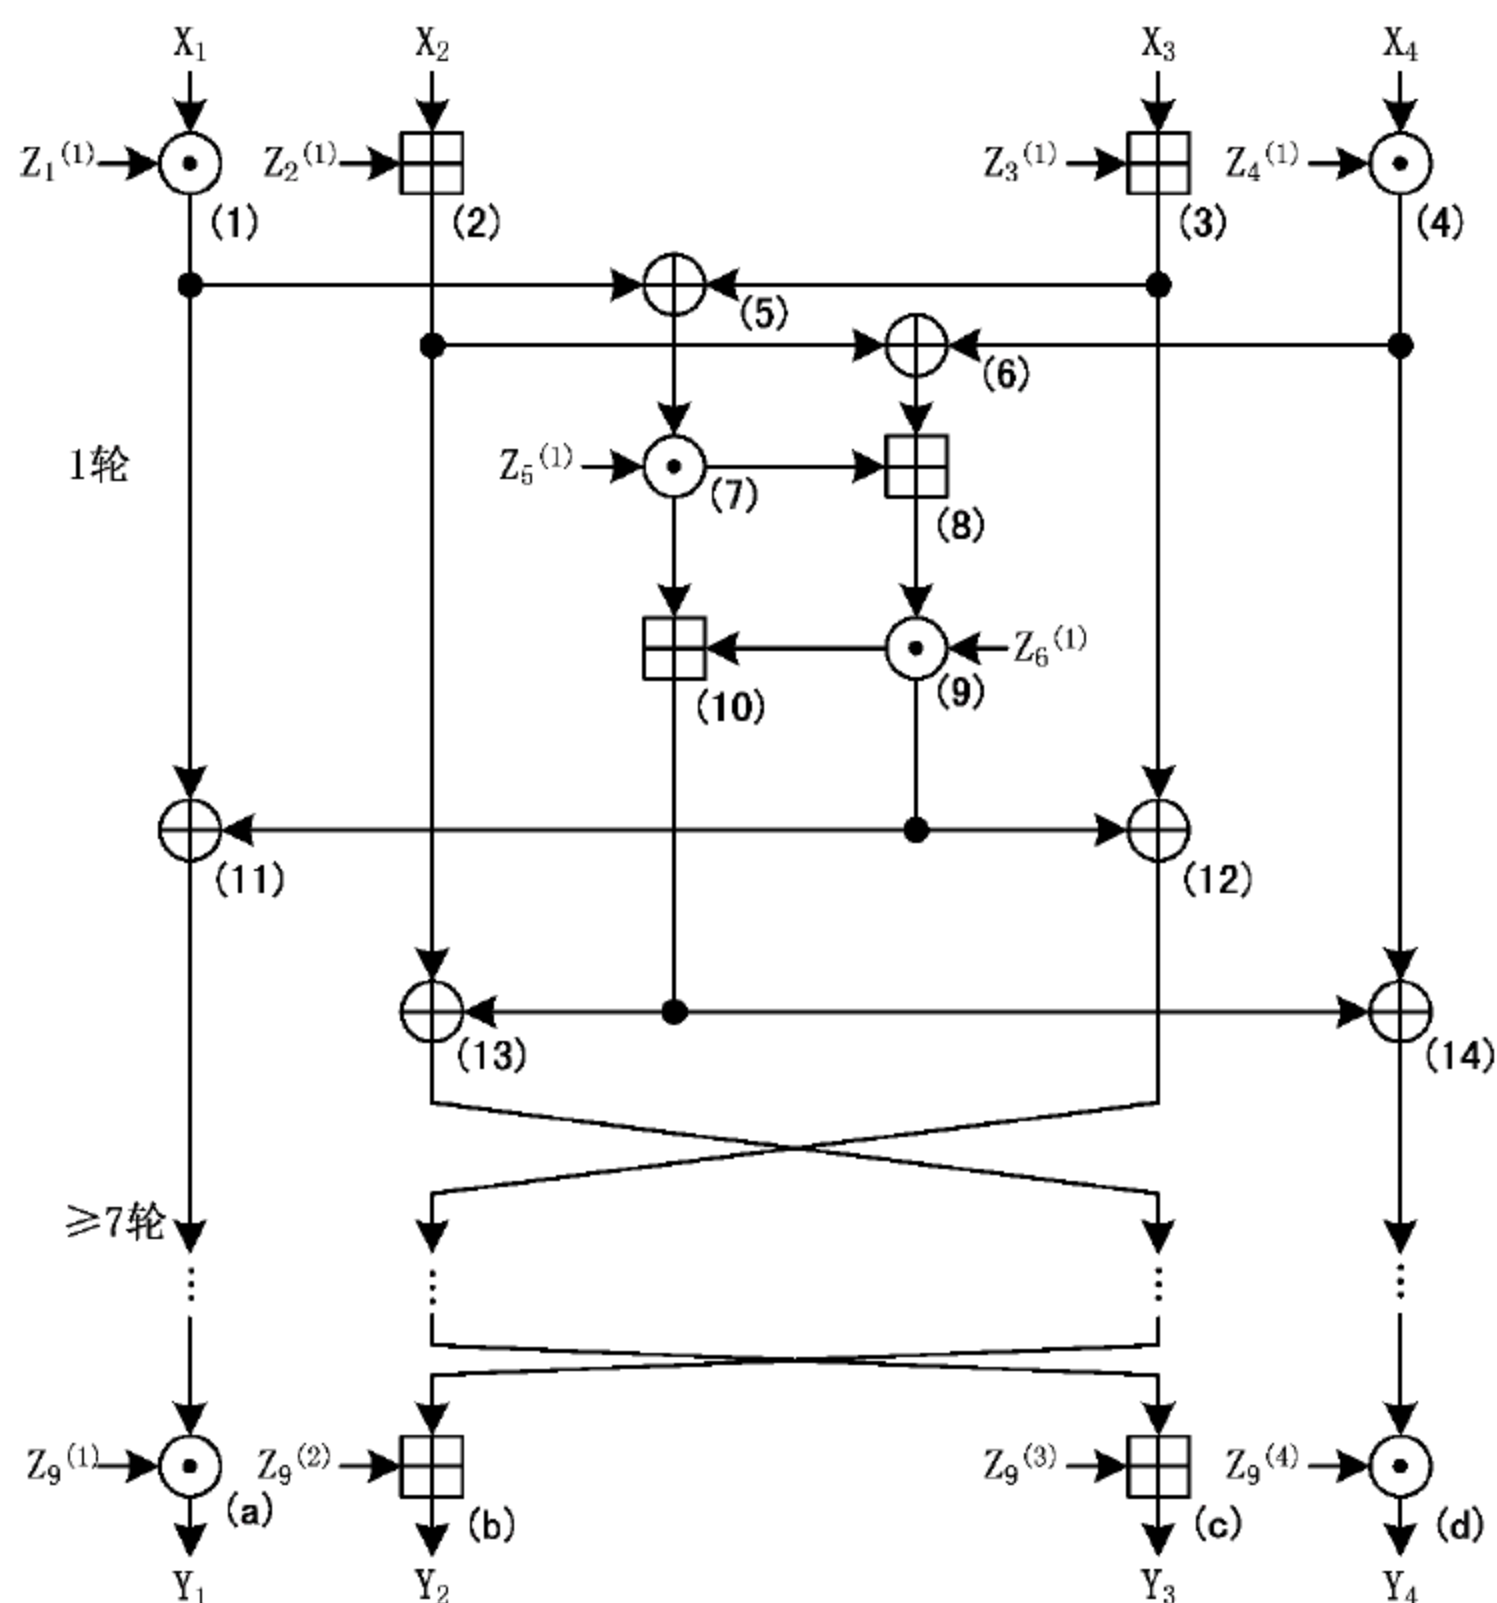 X₁ X₂ X₃ X₄
Z₁⁽¹⁾ Z₂⁽¹⁾ Z₃⁽¹⁾ Z₄⁽¹⁾
(1) (2) (3) (4)
(5)
(6)
1轮 Z₅⁽¹⁾
(7) (8)
Z₆⁽¹⁾
(10) (9)
(11) (12)
(13) (14)
≥7轮
⋮ ⋮ ⋮ ⋮
Z₉⁽¹⁾ Z₉⁽²⁾ Z₉⁽³⁾ Z₉⁽⁴⁾
(a) (b) (c) (d)
Y₁ Y₂ Y₃ Y₄